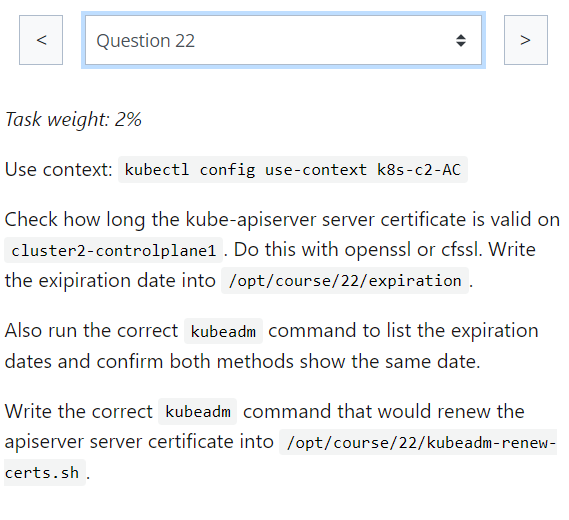 < Question 22 >
Task weight: 2%
Use context: kubectl config use-context k8s-c2-AC
Check how long the kube-apiserver server certificate is valid on
cluster2-controlplane1 . Do this with openssl or cfssl. Write
the exipiration date into /opt/course/22/expiration .
Also run the correct kubeadm command to list the expiration
dates and confirm both methods show the same date.
Write the correct kubeadm command that would renew the
apiserver server certificate into /opt/course/22/kubeadm-renew-
certs.sh .